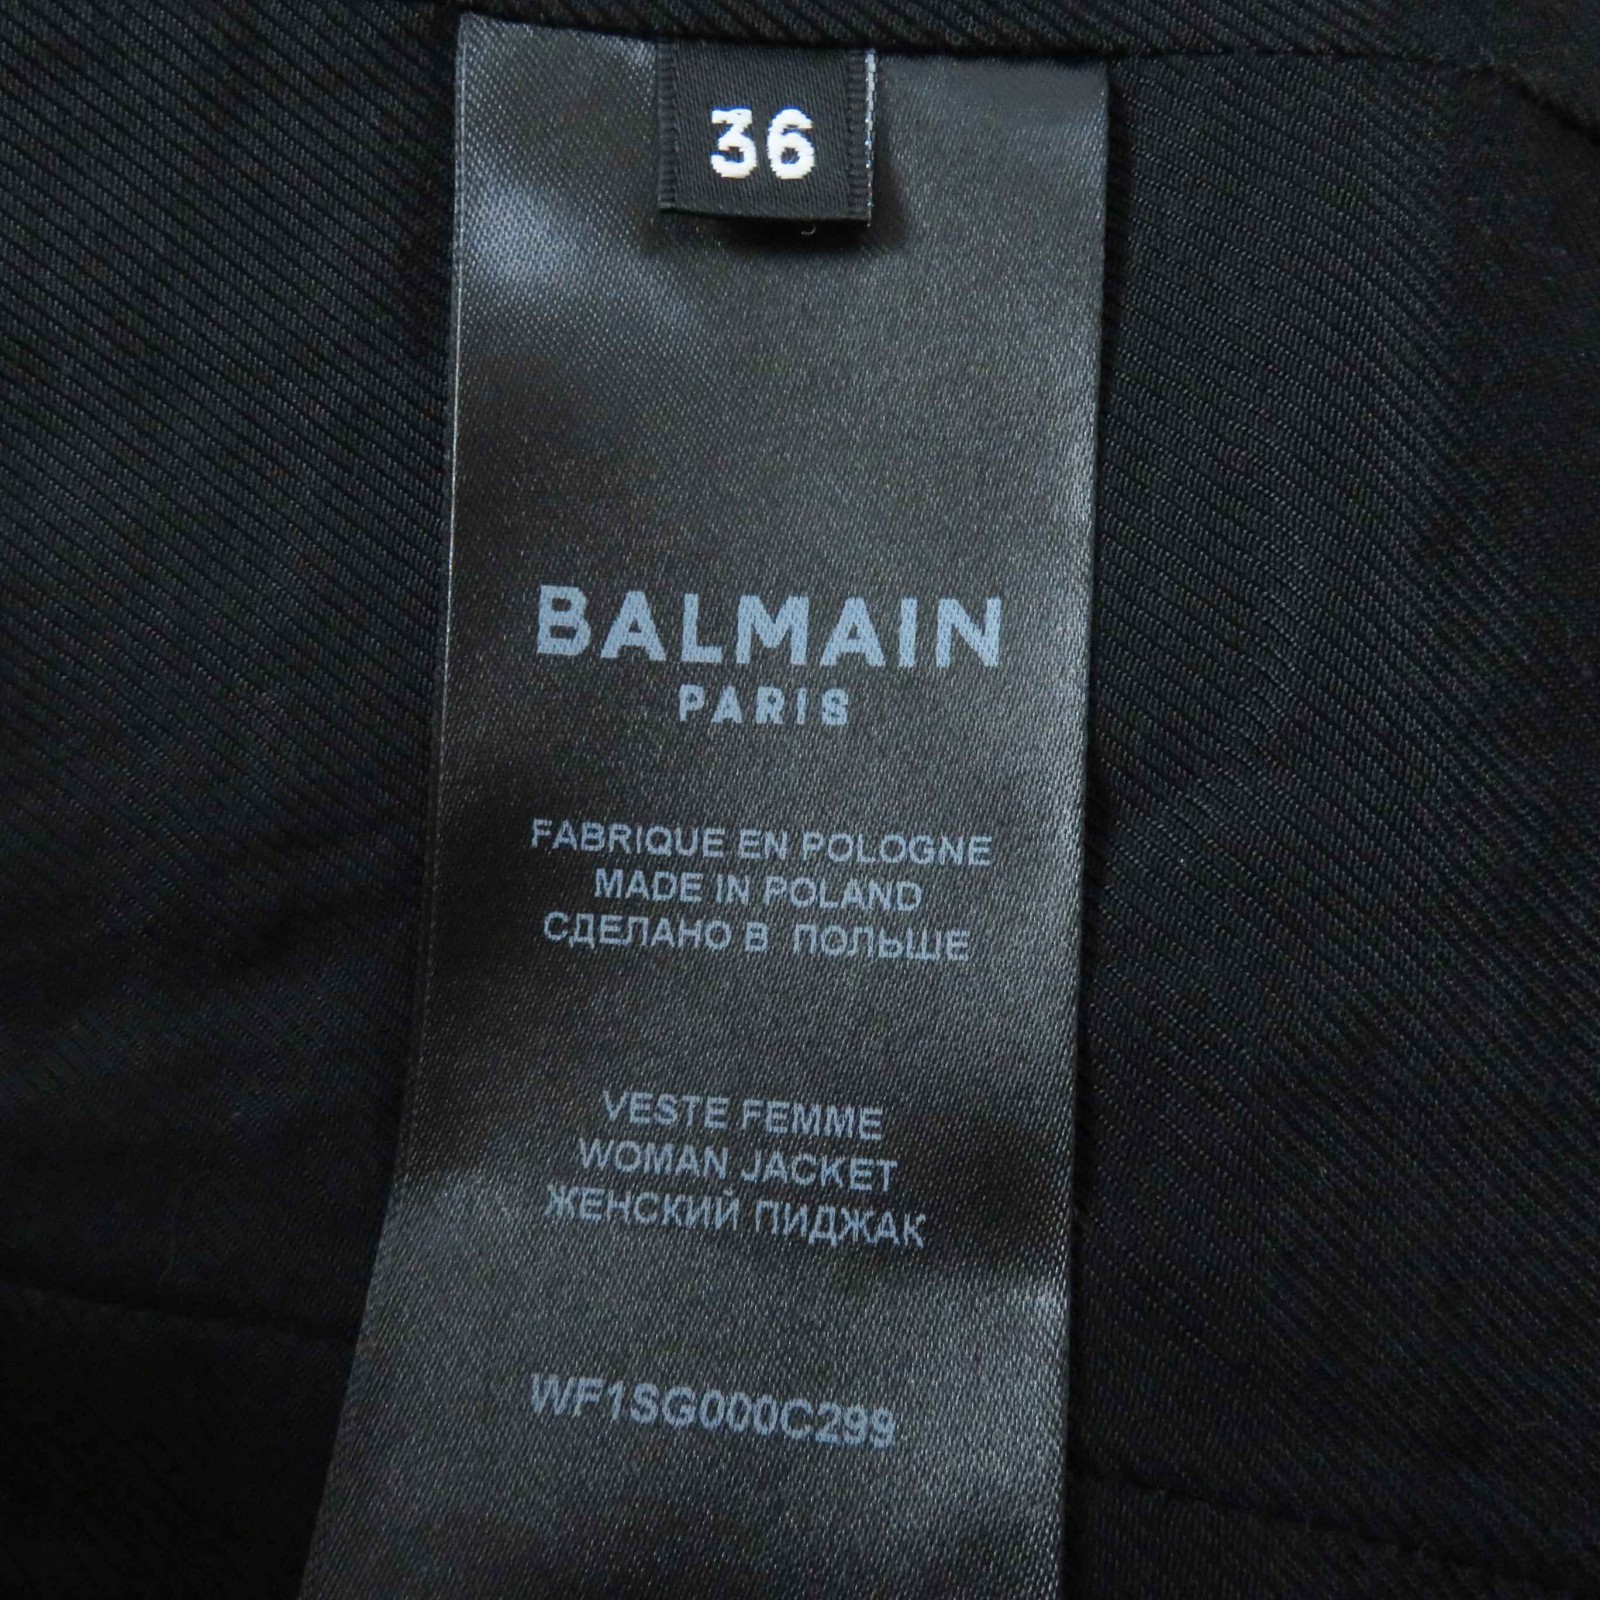 36
BALMAIN
PARIS
FABRIQUE EN POLOGNE
MADE IN POLAND
СДЕЛАНО В ПОЛЬШЕ
VESTE FEMME
WOMAN JACKET
ЖЕНСКИЙ ПИДЖАК
WF1SG000C299